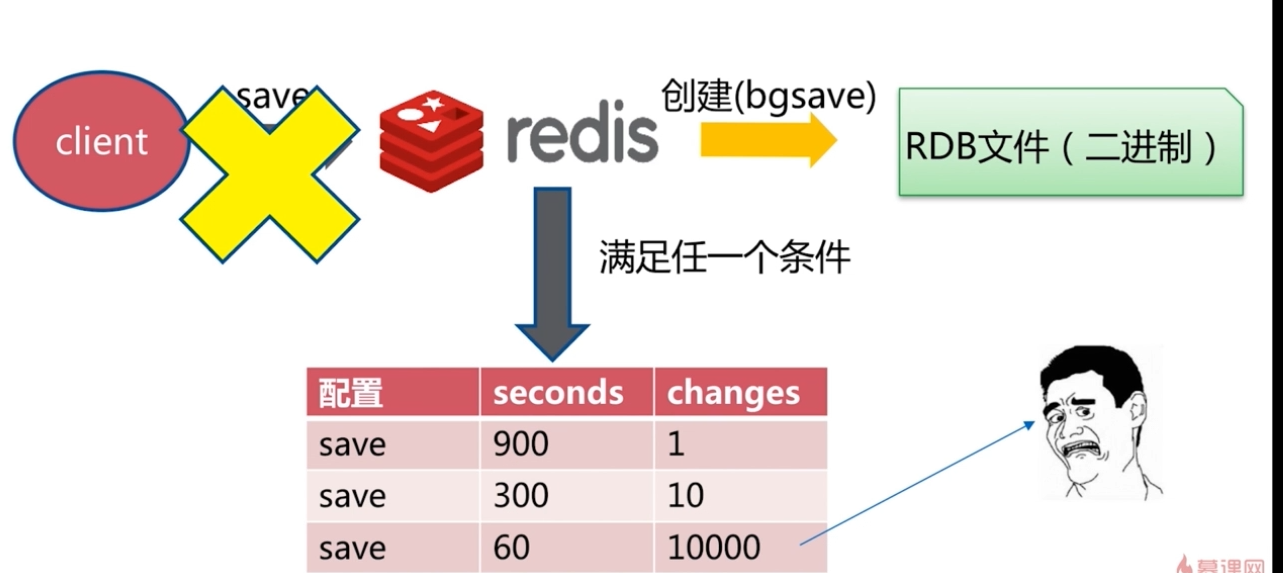 save
创建(bgsave)
client
redis
RDB文件（二进制）
满足任一个条件
配置 seconds changes
save 900 1
save 300 10
save 60 10000
慕课网